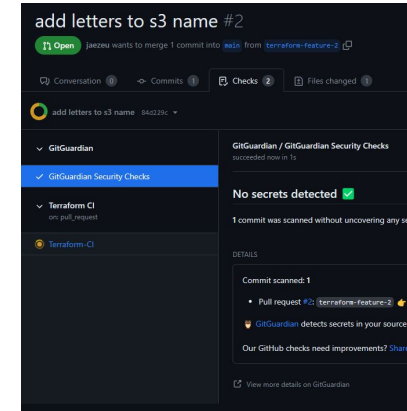 add letters to s3 name #2
Open jaezeu wants to merge 1 commit into main from terraform-feature-2
Conversation 0 Commits 1 Checks 2 Files changed 1
add letters to s3 name 84d229c
GitGuardian
GitGuardian Security Checks
Terraform CI
on: pull_request
Terraform-CI
GitGuardian / GitGuardian Security Checks
succeeded now in 1s
No secrets detected ✅
1 commit was scanned without uncovering any
DETAILS
Commit scanned: 1
• Pull request #2: terraform-feature-2 👉
GitGuardian detects secrets in your source
Our GitHub checks need improvements? Share
View more details on GitGuardian